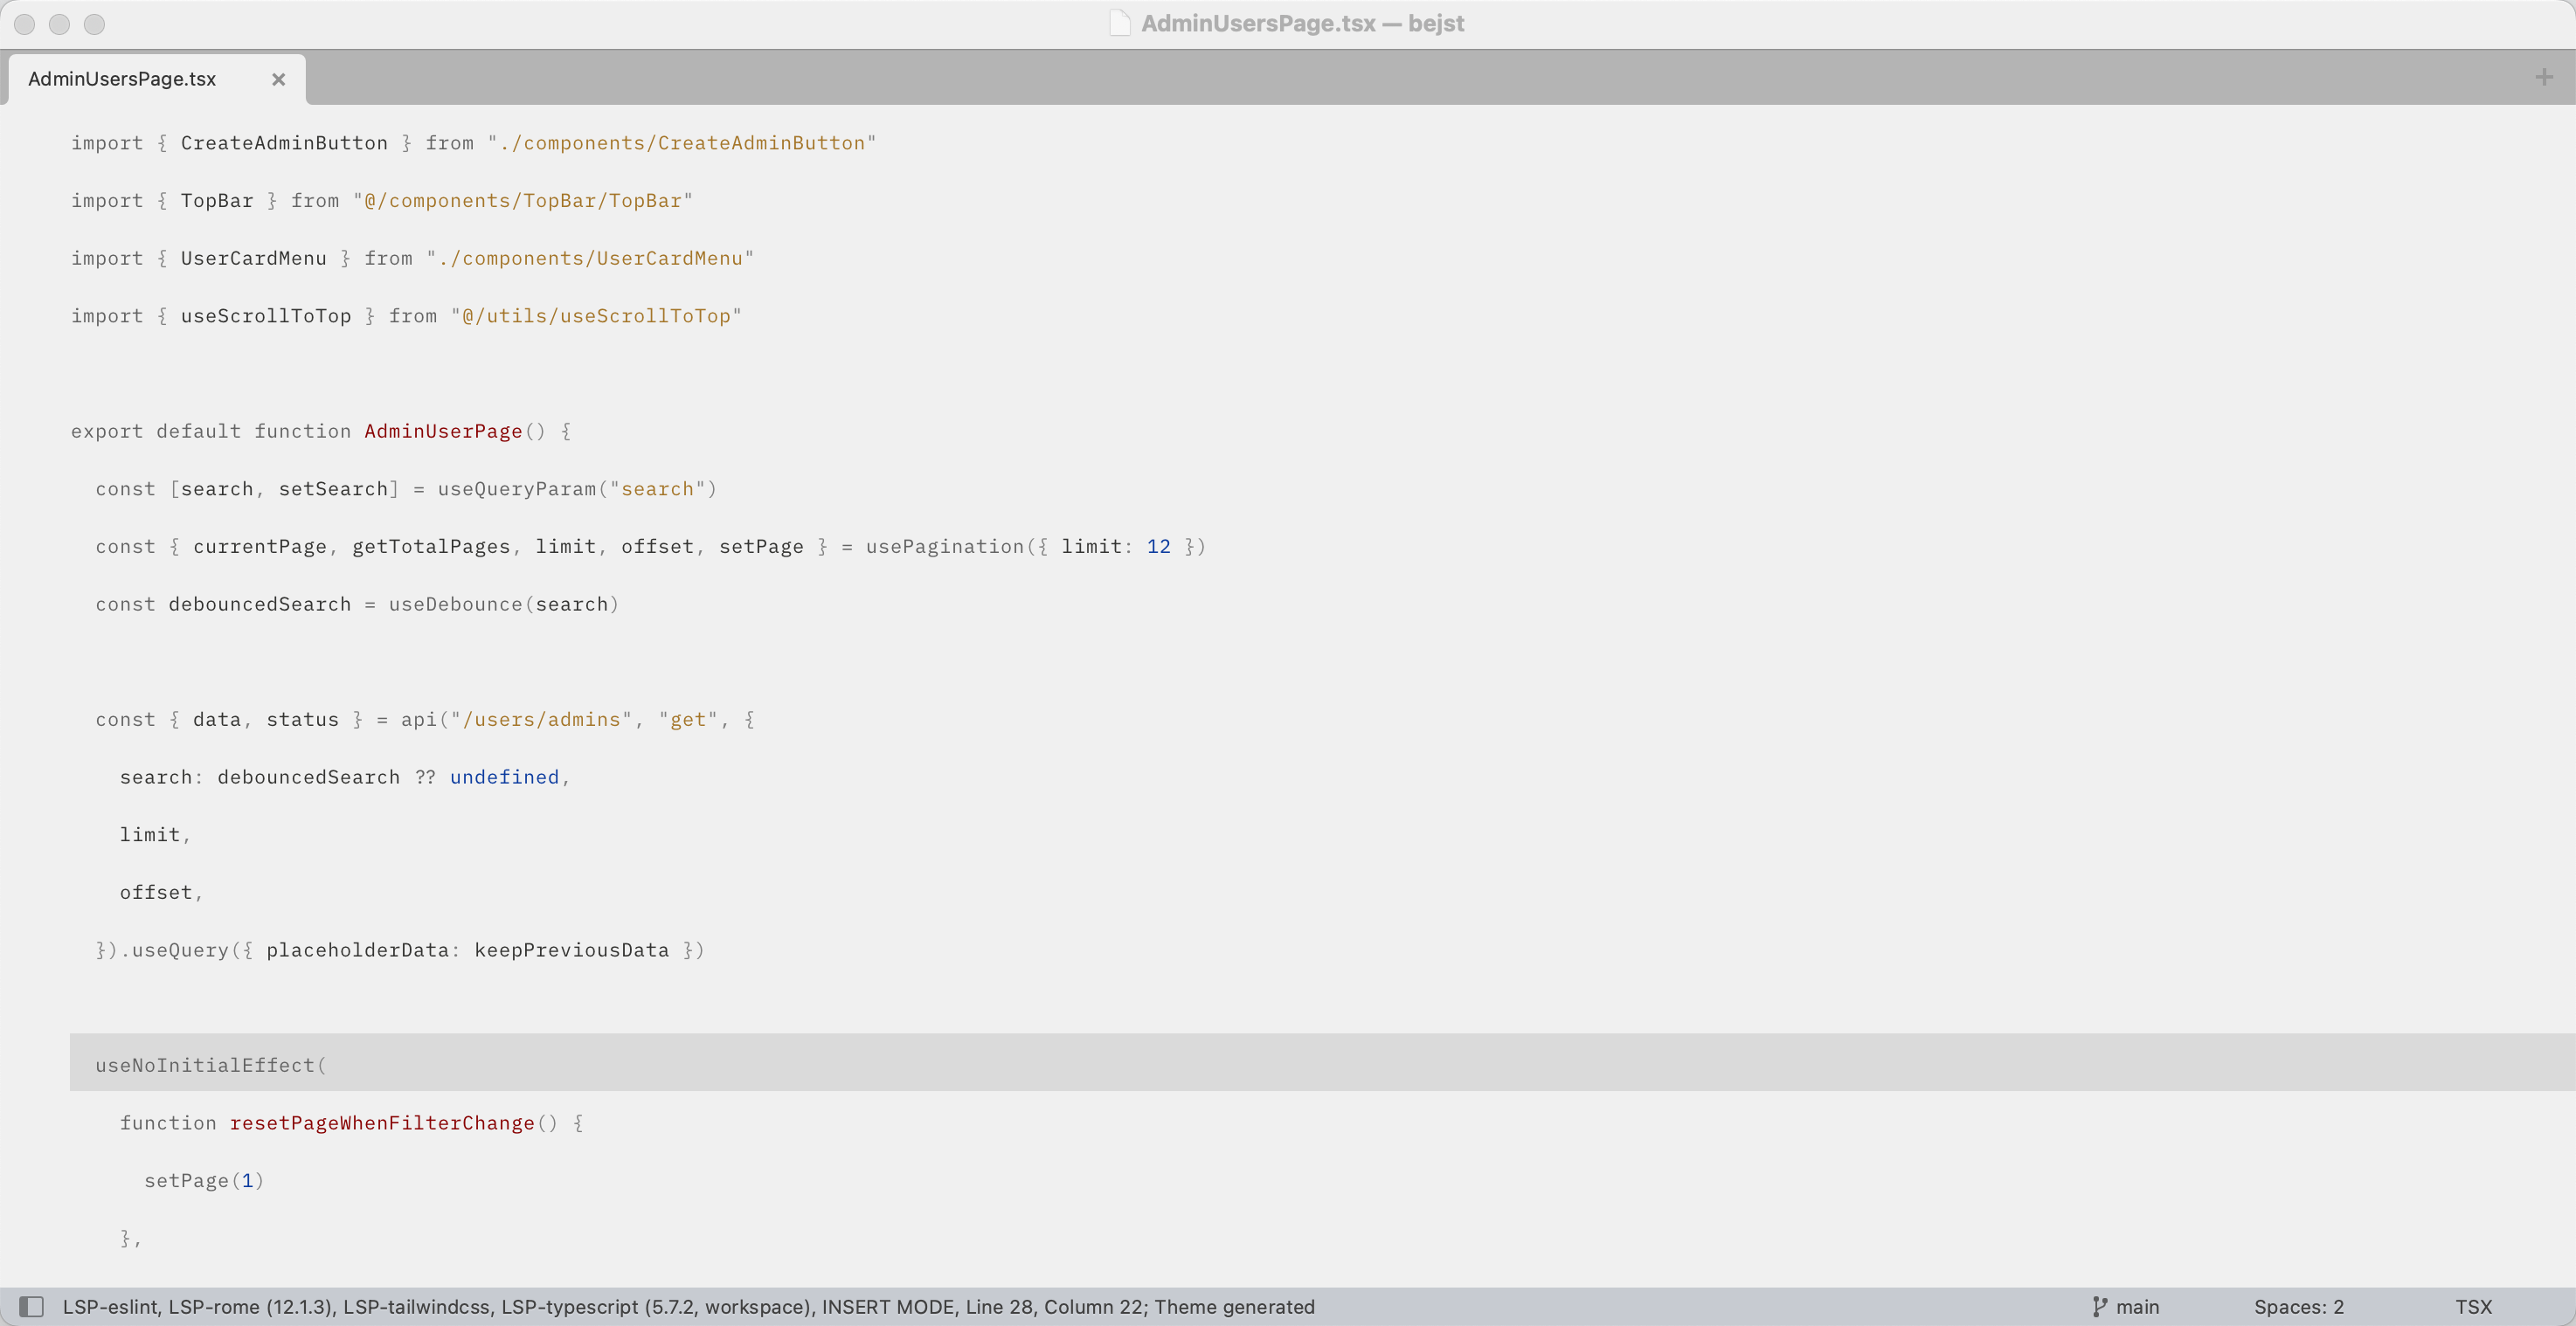 AdminUsersPage.tsx — bejst
AdminUsersPage.tsx
import { CreateAdminButton } from "./components/CreateAdminButton"
import { TopBar } from "@/components/TopBar/TopBar"
import { UserCardMenu } from "./components/UserCardMenu"
import { useScrollToTop } from "@/utils/useScrollToTop"
export default function AdminUserPage() {
  const [search, setSearch] = useQueryParam("search")
  const { currentPage, getTotalPages, limit, offset, setPage } = usePagination({ limit: 12 })
  const debouncedSearch = useDebounce(search)
  const { data, status } = api("/users/admins", "get", {
    search: debouncedSearch ?? undefined,
    limit,
    offset,
  }).useQuery({ placeholderData: keepPreviousData })
  useNoInitialEffect(
    function resetPageWhenFilterChange() {
      setPage(1)
    },
LSP-eslint, LSP-rome (12.1.3), LSP-tailwindcss, LSP-typescript (5.7.2, workspace), INSERT MODE, Line 28, Column 22; Theme generated
main
Spaces: 2
TSX